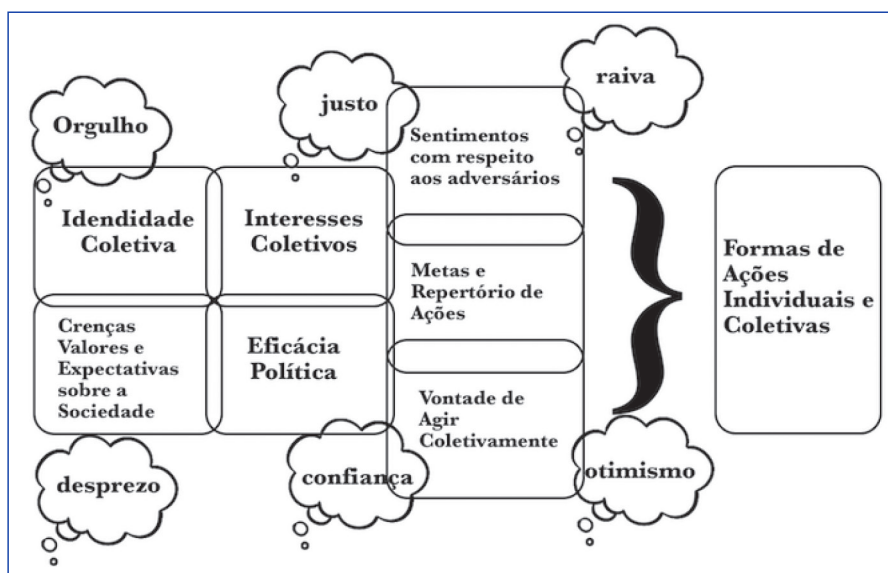 Orgulho
justo
raiva
Idendidade
Coletiva
Interesses
Coletivos
Sentimentos
com respeito
aos adversários
Crenças
Valores e
Expectativas
sobre a
Sociedade
Eficácia
Política
Metas e
Repertório de
Ações
Vontade de
Agir
Coletivamente
Formas de
Ações
Individuais e
Coletivas
desprezo
confiança
otimismo